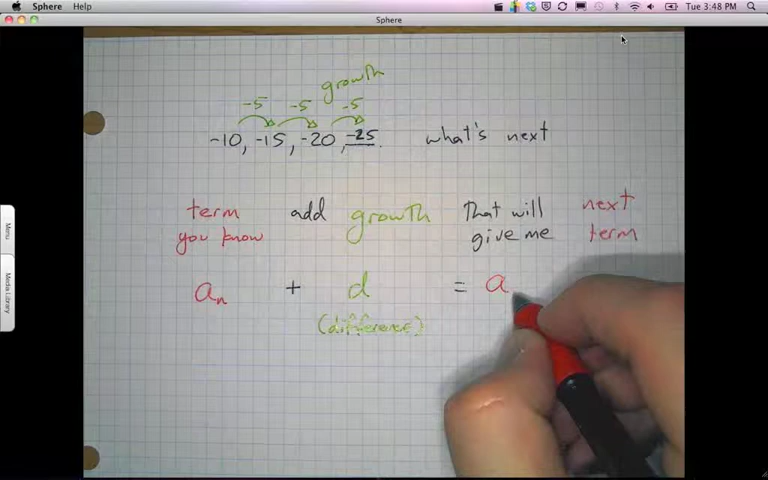 Sphere Help
Tue 3:48 PM
Sphere
Menu
Media Library
growth
-5 -5 -5
-10, -15, -20, -25. what's next
term add growth That will next
you know give me term
aₙ + d = a
(difference)